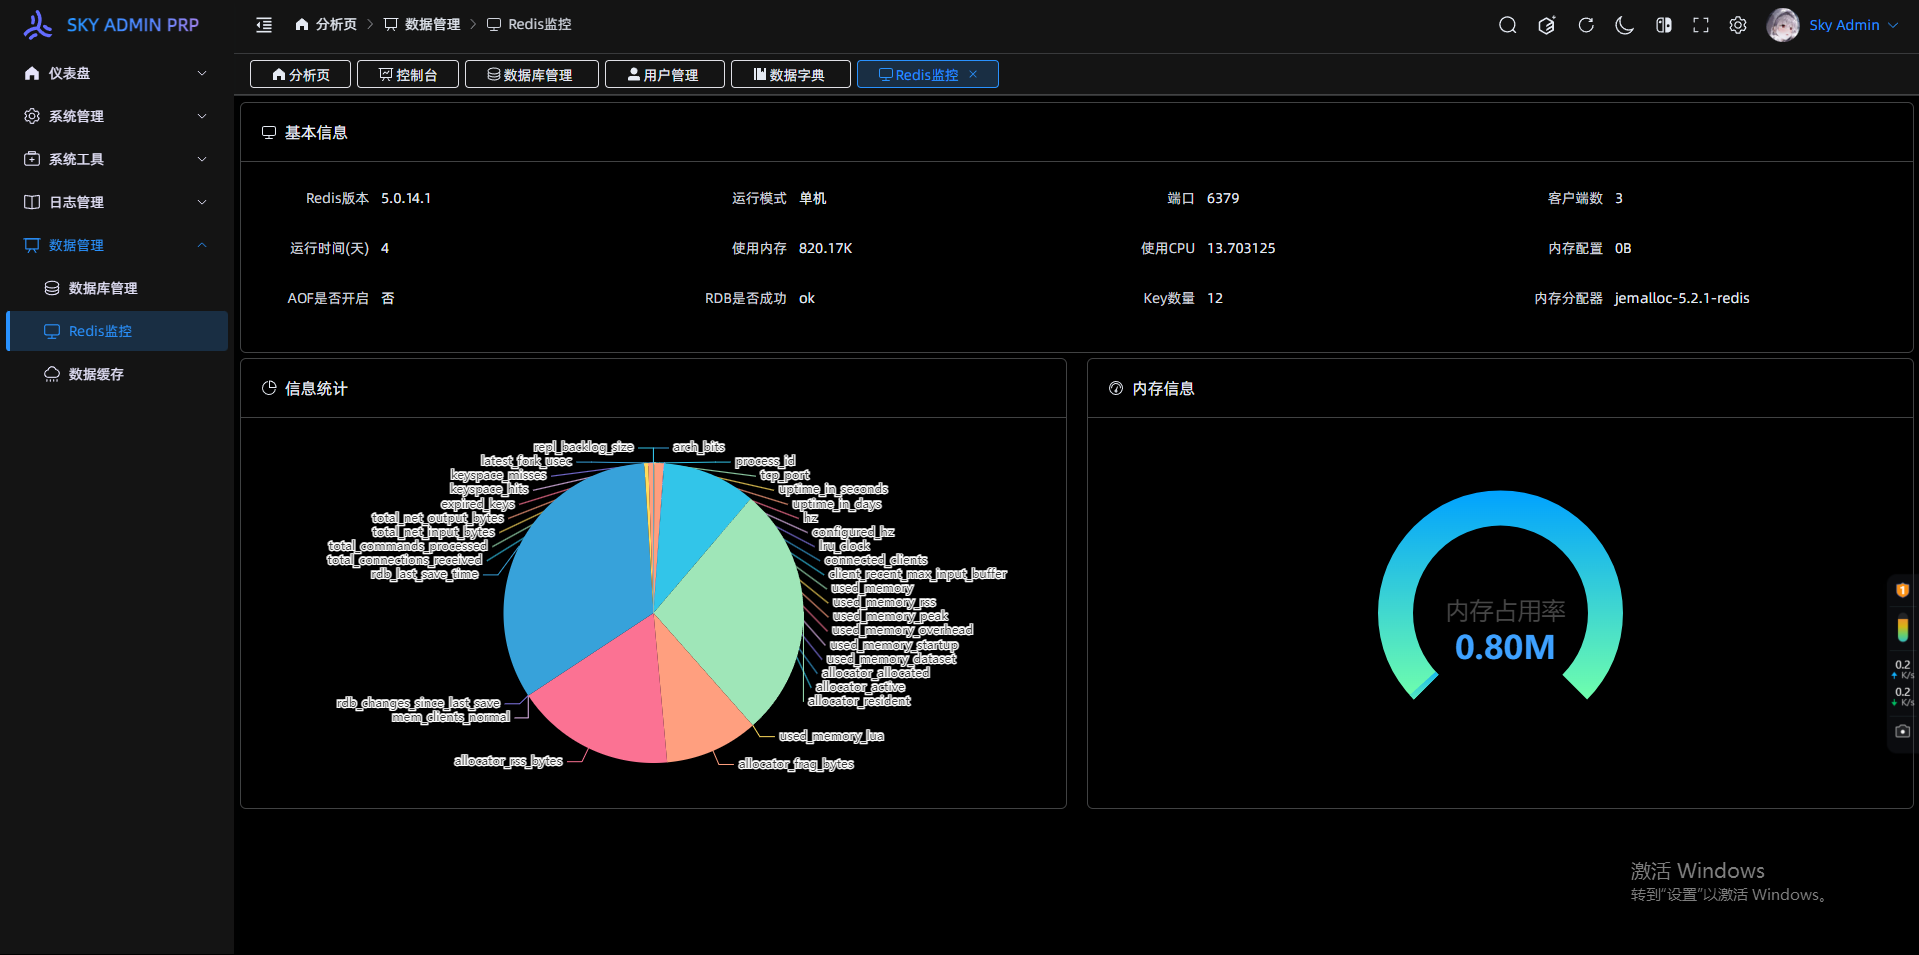 SKY ADMIN PRP
分析页 数据管理 Redis监控
Sky Admin
仪表盘
系统管理
系统工具
日志管理
数据管理
数据库管理
Redis监控
数据缓存
分析页 控制台 数据库管理 用户管理 数据字典 Redis监控 ×
基本信息
Redis版本 5.0.14.1 运行模式 单机 端口 6379 客户端数 3
运行时间(天) 4 使用内存 820.17K 使用CPU 13.703125 内存配置 0B
AOF是否开启 否 RDB是否成功 ok Key数量 12 内存分配器 jemalloc-5.2.1-redis
信息统计
repl_backlog_size
latest_fork_usec
keyspace_misses
keyspace_hits
expired_keys
total_net_output_bytes
total_net_input_bytes
total_commands_processed
total_connections_received
rdb_last_save_time
rdb_changes_since_last_save
mem_clients_normal
allocator_rss_bytes
arch_bits
process_id
tcp_port
uptime_in_seconds
uptime_in_days
hz
configured_hz
lru_clock
connected_clients
client_recent_max_input_buffer
used_memory
used_memory_rss
used_memory_peak
used_memory_overhead
used_memory_startup
used_memory_dataset
allocator_allocated
allocator_active
allocator_resident
used_memory_lua
allocator_frag_bytes
内存信息
内存占用率
0.80M
1
0.2
K/s
0.2
K/s
激活 Windows
转到“设置”以激活 Windows。